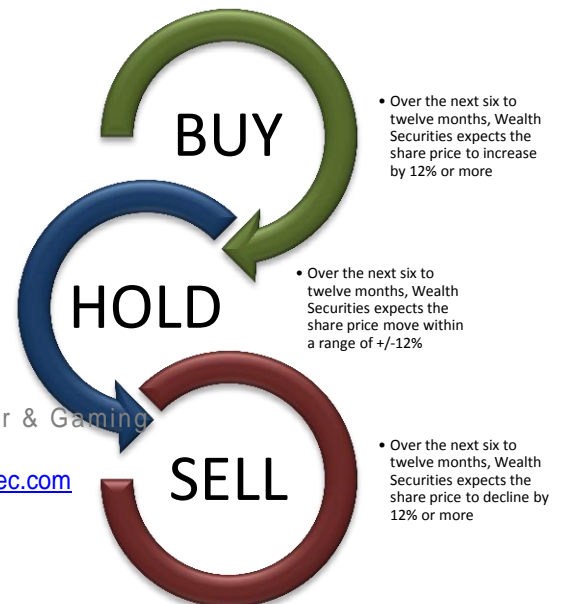 BUY
• Over the next six to
twelve months, Wealth
Securities expects the
share price to increase
by 12% or more
HOLD
• Over the next six to
twelve months, Wealth
Securities expects the
share price move within
a range of +/-12%
r & Gaming
ec.com
SELL
• Over the next six to
twelve months, Wealth
Securities expects the
share price to decline by
12% or more